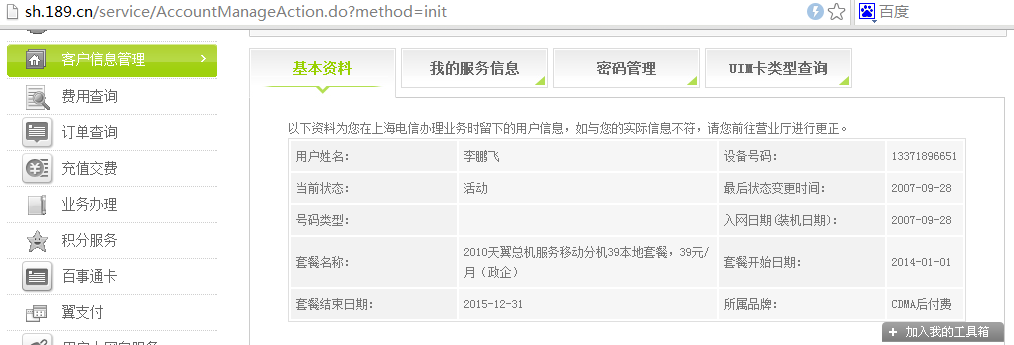 sh.189.cn/service/AccountManageAction.do?method=init
百度
客户信息管理
费用查询
订单查询
充值交费
业务办理
积分服务
百事通卡
翼支付
基本资料 我的服务信息 密码管理 UIM卡类型查询
以下资料为您在上海电信办理业务时留下的用户信息，如与您的实际信息不符，请您前往营业厅进行更正。
用户姓名: 李鹏飞 设备号码: 13371896651
当前状态: 活动 最后状态变更时间: 2007-09-28
号码类型: 入网日期(装机日期): 2007-09-28
套餐名称: 2010天翼总机服务移动分机39本地套餐，39元/
月（政企） 套餐开始日期: 2014-01-01
套餐结束日期: 2015-12-31 所属品牌: CDMA后付费
+ 加入我的工具箱